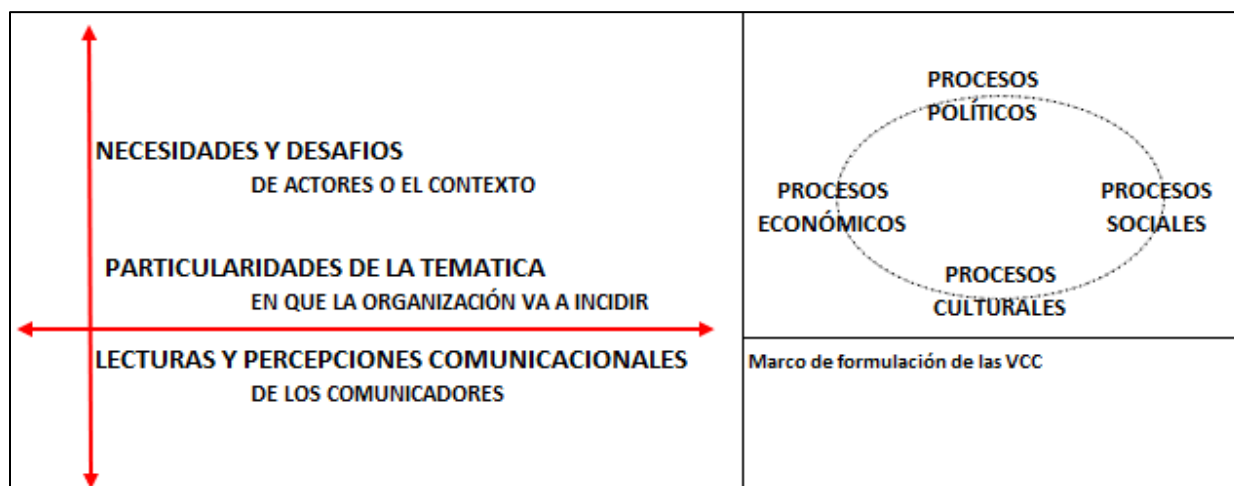 NECESIDADES Y DESAFIOS
DE ACTORES O EL CONTEXTO
PARTICULARIDADES DE LA TEMATICA
EN QUE LA ORGANIZACIÓN VA A INCIDIR
LECTURAS Y PERCEPCIONES COMUNICACIONALES
DE LOS COMUNICADORES
PROCESOS
POLÍTICOS
PROCESOS
ECONÓMICOS
PROCESOS
SOCIALES
PROCESOS
CULTURALES
Marco de formulación de las VCC